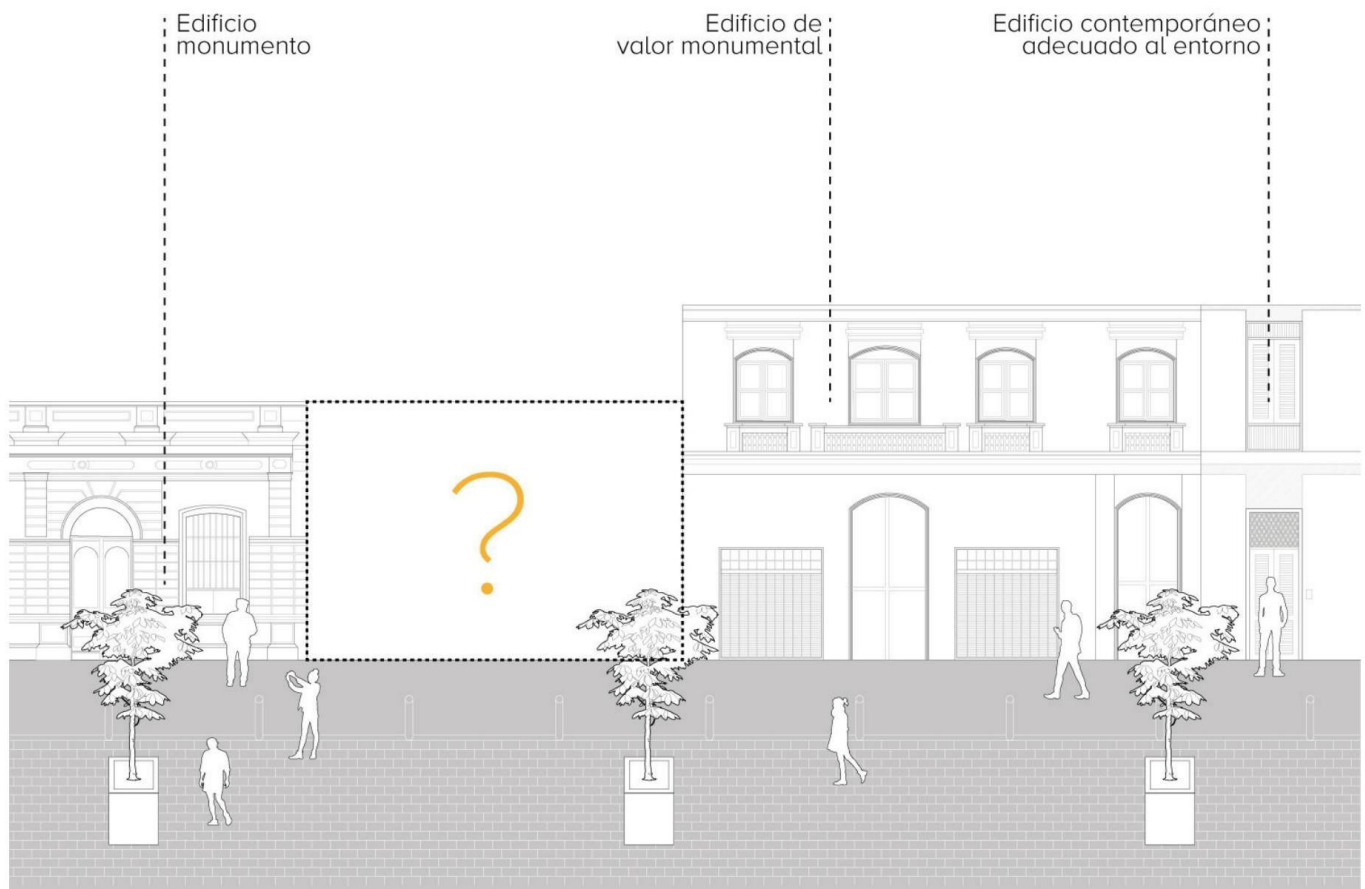 Edificio
monumento
Edificio de
valor monumental
Edificio contemporáneo
adecuado al entorno
?